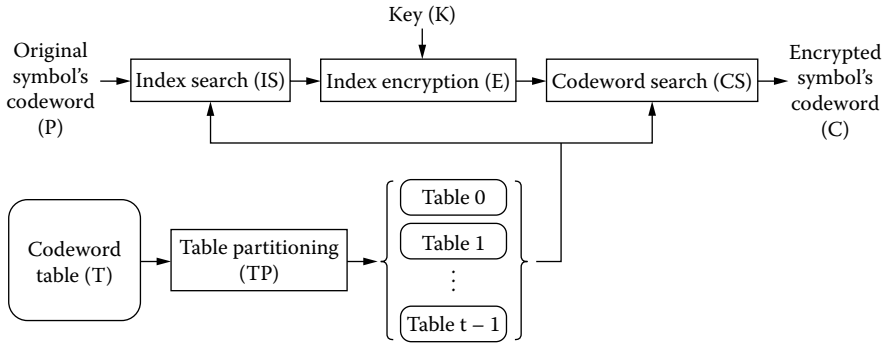 Key (K)
Original
symbol's
codeword
(P)
Index search (IS)
Index encryption (E)
Codeword search (CS)
Encrypted
symbol's
codeword
(C)
Codeword
table (T)
Table partitioning
(TP)
Table 0
Table 1
⋮
Table t – 1